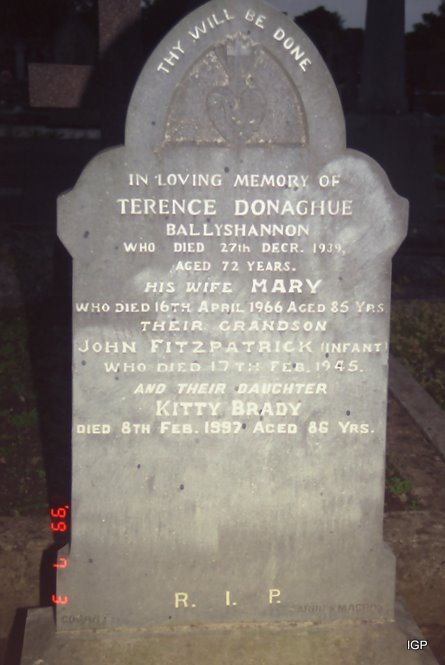 THY WILL BE DONE
IN LOVING MEMORY OF
TERENCE DONAGHUE
BALLYSHANNON
WHO DIED 27TH DECR. 1939,
AGED 72 YEARS.
HIS WIFE MARY
WHO DIED 16TH APRIL 1966 AGED 85 YRS
THEIR GRANDSON
JOHN FITZPATRICK (INFANT)
WHO DIED 17TH FEB. 1945.
AND THEIR DAUGHTER
KITTY BRADY
DIED 8TH FEB. 1997 AGED 86 YRS.
R. I. P.
IGP